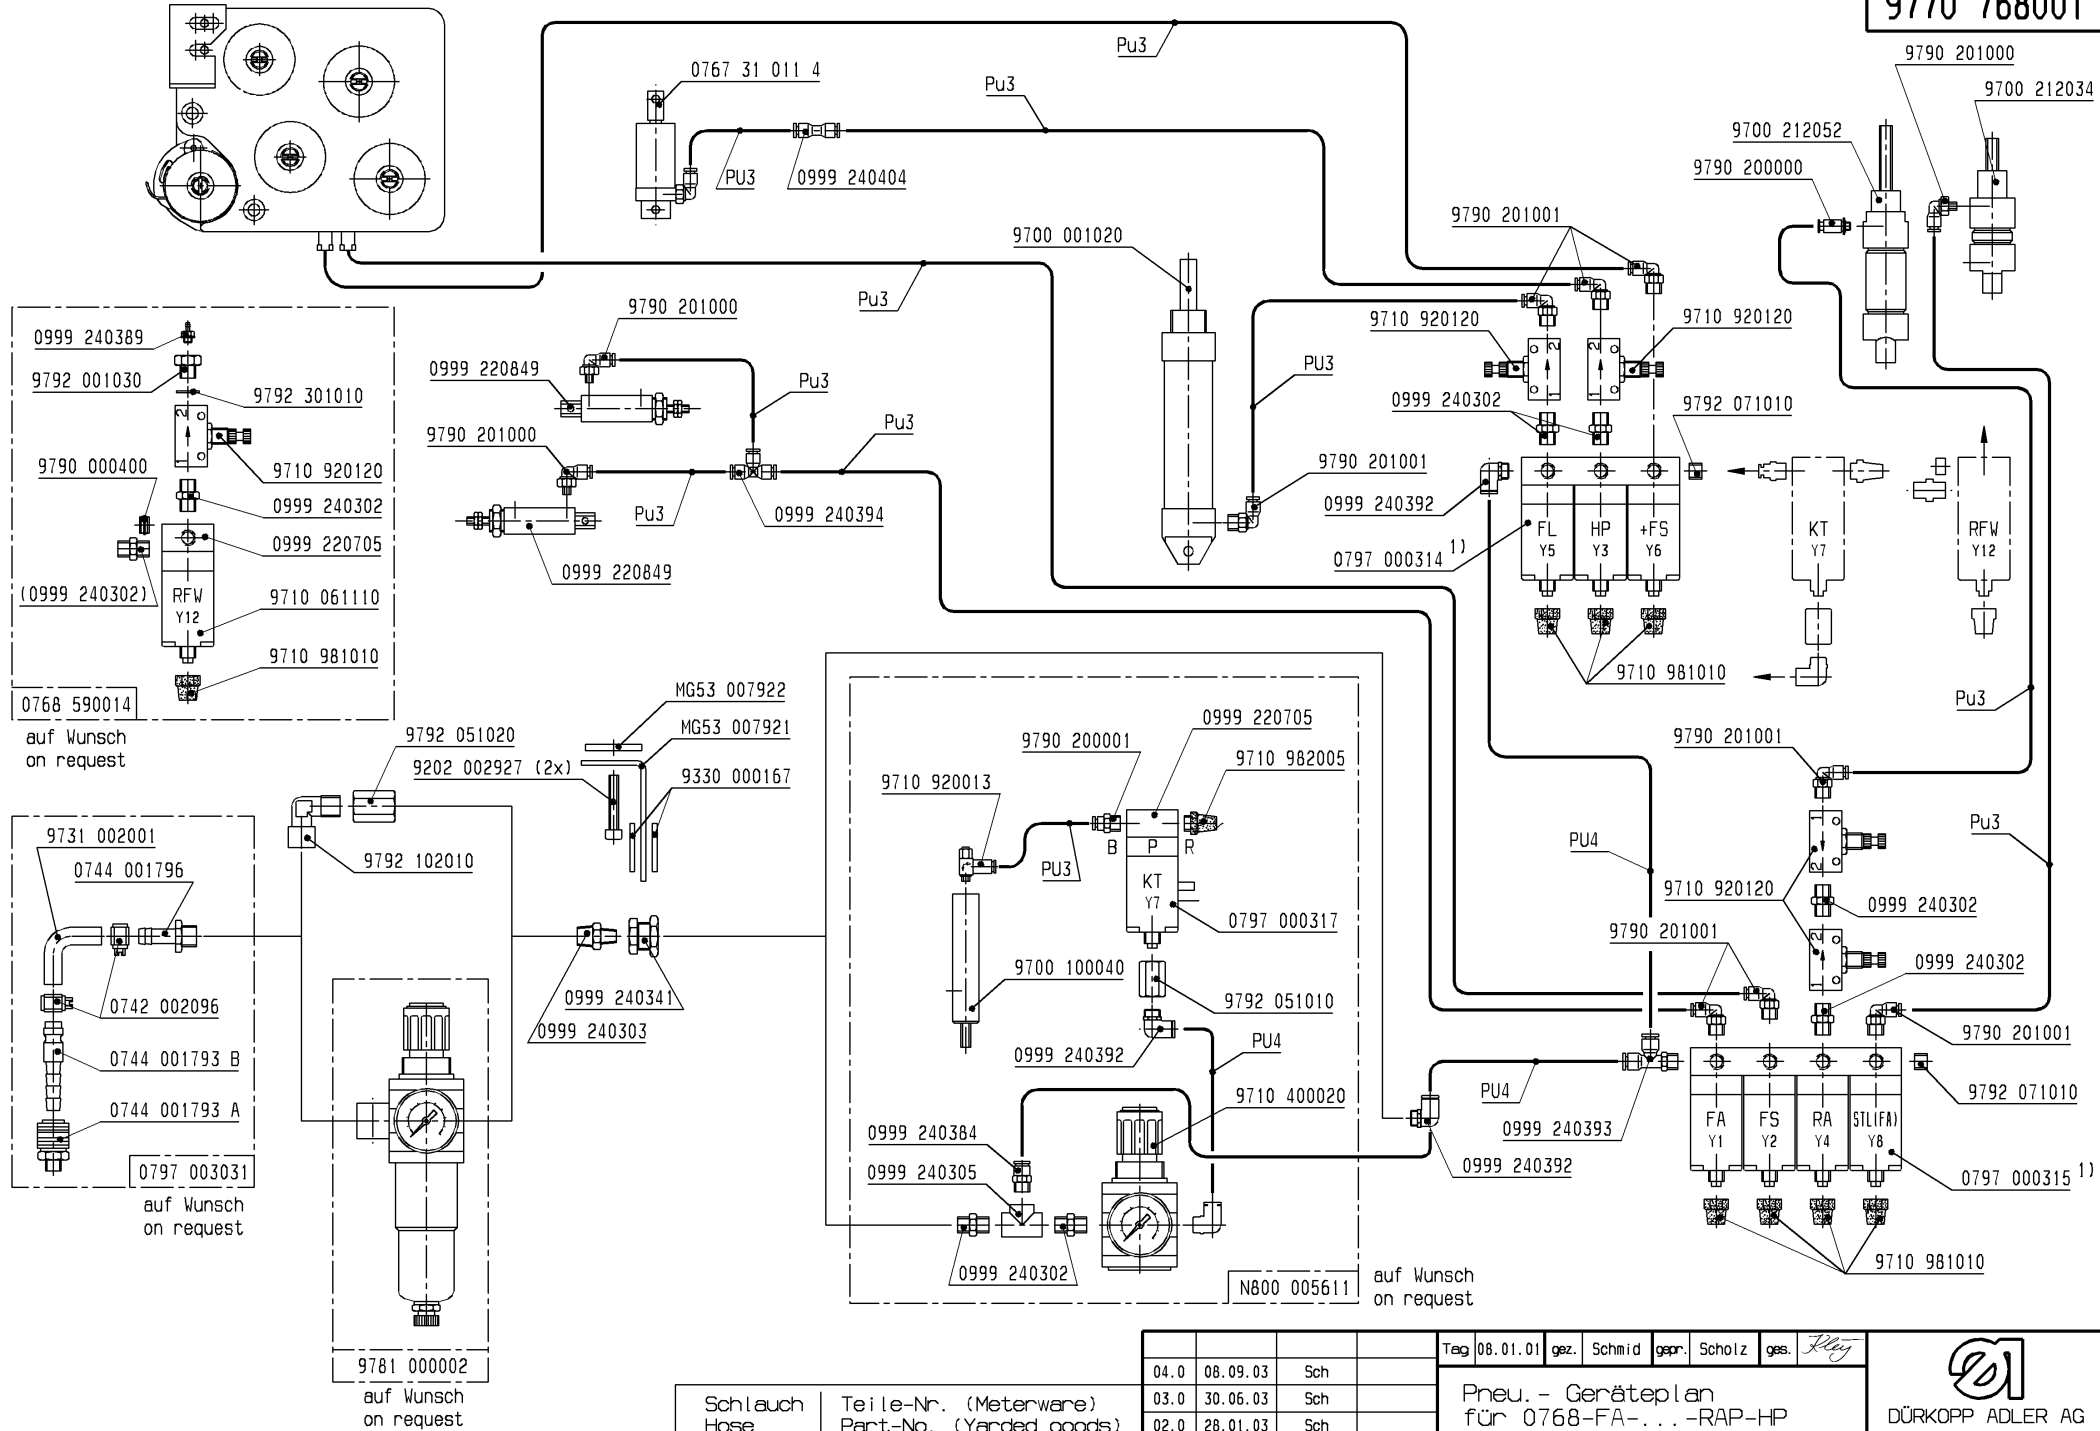 9770 768001
Pu3
9790 201000
0767 31 011 4
Pu3
9700 212034
9700 212052
9790 200000
PU3
0999 240404
9790 201001
9700 001020
Pu3
9790 201000
9710 920120
9710 920120
0999 240389
9792 001030
9792 301010
0999 220849
Pu3
PU3
0999 240302
9792 071010
9790 201000
Pu3
9790 000400
9710 920120
9790 201001
0999 240302
0999 240392
Pu3
0999 240394
0999 220705
FL
Y5
HP
Y3
+FS
Y6
KT
Y7
RFW
Y12
0797 000314 1)
0999 220849
(0999 240302)
RFW
Y12
9710 061110
9710 981010
9710 981010
0768 590014
auf Wunsch
on request
MG53 007922
MG53 007921
9792 051020
9202 002927 (2x)
9330 000167
0999 220705
9790 200001
9710 982005
9710 920013
Pu3
9790 201001
9731 002001
0744 001796
9792 102010
B P R
PU3
PU4
Pu3
KT
Y7
9710 920120
0999 240302
0797 000317
9790 201001
9700 100040
0999 240302
0742 002096
0999 240341
0999 240303
9792 051010
0999 240392
PU4
9790 201001
0744 001793 B
0744 001793 A
9710 400020
PU4
9792 071010
0999 240384
0999 240393
FA
Y1
FS
Y2
RA
Y4
STL(FA)
Y8
0999 240305
0999 240392
0797 000315 1)
0797 003031
auf Wunsch
on request
0999 240302
9710 981010
N800 005611
auf Wunsch
on request
9781 000002
auf Wunsch
on request
Tag 08.01.01 gez. Schmid gepr. Scholz ges. Kley
04.0 08.09.03 Sch
03.0 30.06.03 Sch
02.0 28.01.03 Sch
Schlauch Teile-Nr. (Meterware)
Hose Part-No. (Yarded goods)
Pneu.- Geräteplan
für 0768-FA-...-RAP-HP
DÜRKOPP ADLER AG
1 2
1 2
1 2
1 2
1 2